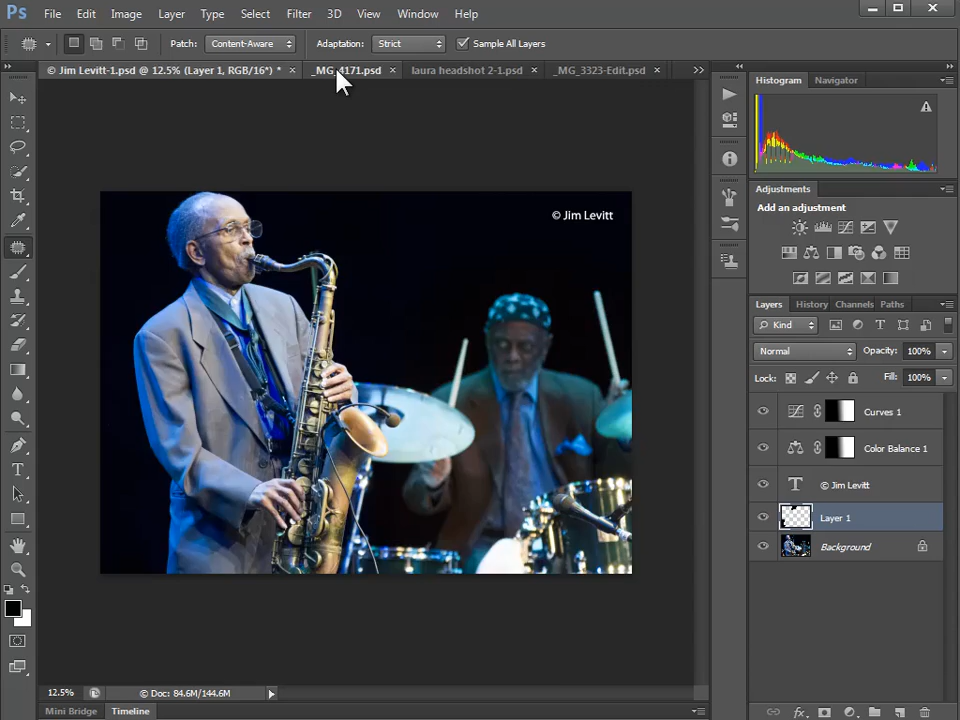 Ps File Edit Image Layer Type Select Filter 3D View Window Help
Patch: Content-Aware Adaptation: Strict Sample All Layers
© Jim Levitt-1.psd @ 12.5% (Layer 1, RGB/16*) * × _MG_4171.psd × laura headshot 2-1.psd × _MG_3323-Edit.psd ×
Histogram Navigator
Adjustments
Add an adjustment
© Jim Levitt
Layers History Channels Paths
Kind
Normal Opacity: 100%
Lock: Fill: 100%
Curves 1
Color Balance 1
T © Jim Levitt
Layer 1
Background
12.5% © Doc: 84.6M/144.6M
Mini Bridge Timeline